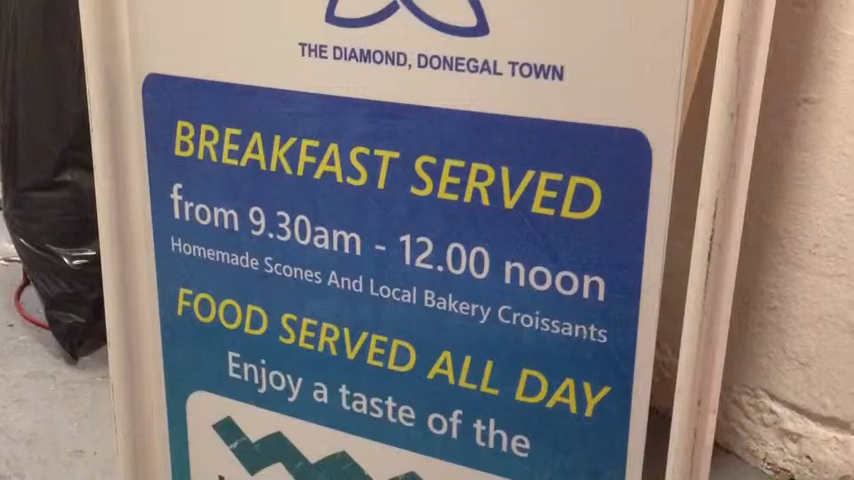 THE DIAMOND, DONEGAL TOWN
BREAKFAST SERVED
from 9.30am - 12.00 noon
Homemade Scones And Local Bakery Croissants
FOOD SERVED ALL DAY
Enjoy a taste of the